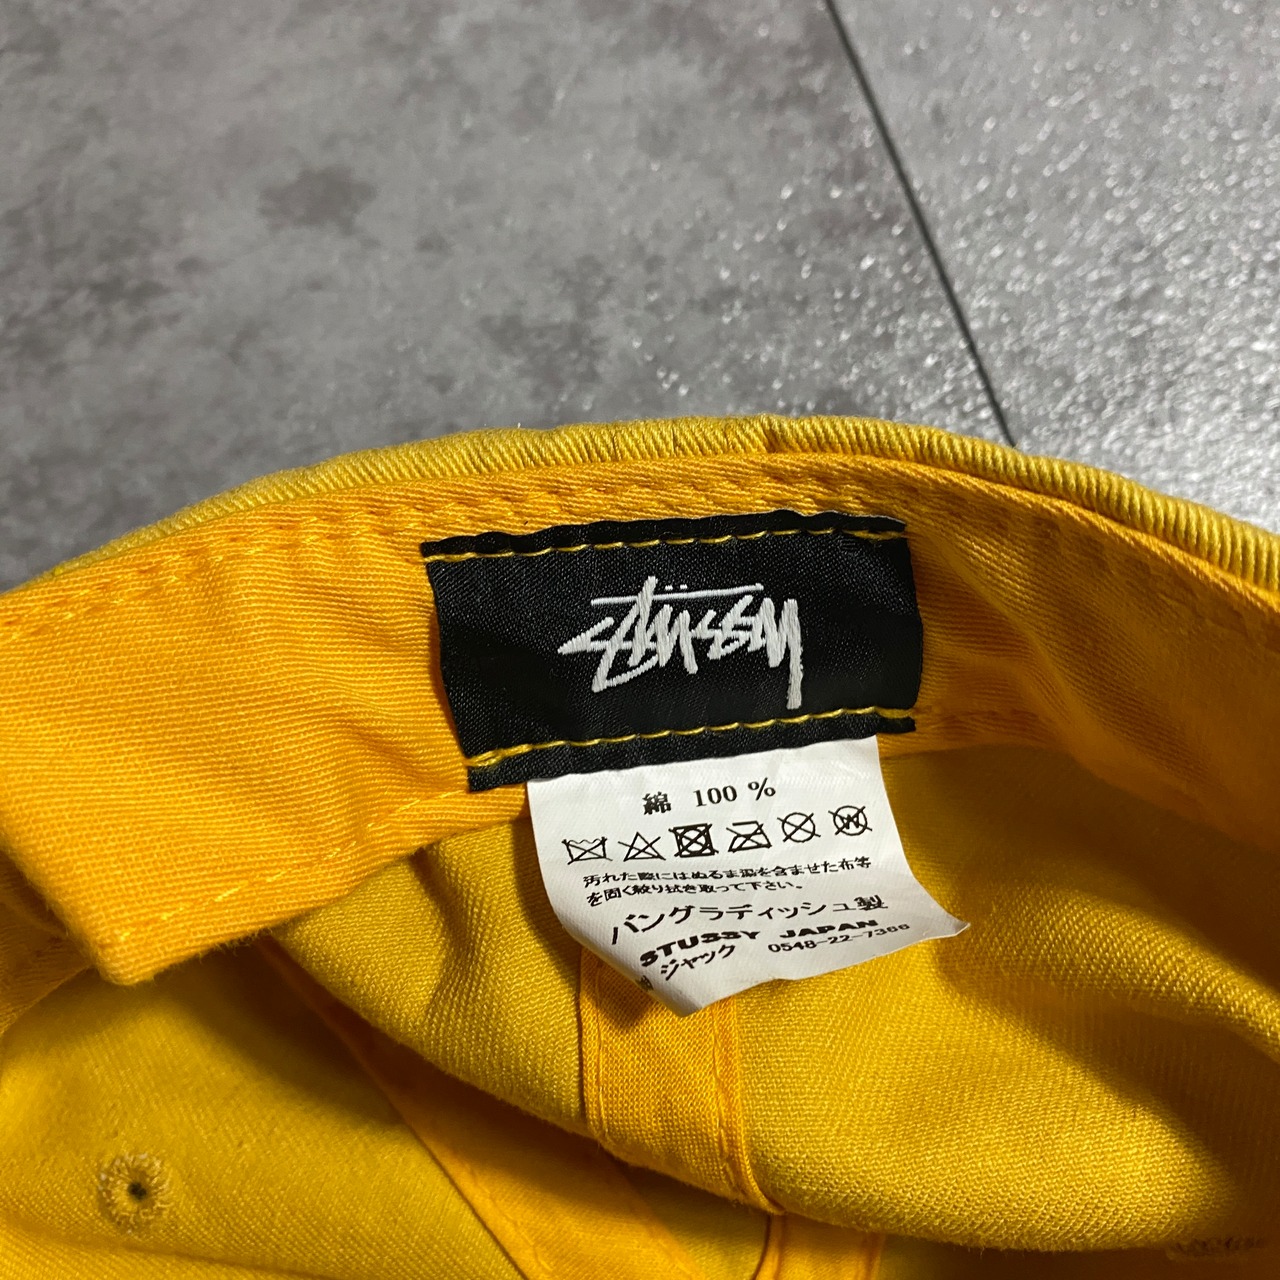 Stüssy
綿 100 %
汚れた際にはぬるま湯を含ませた布等
を固く絞り拭き取って下さい。
バングラディッシュ製
STUSSY JAPAN
ジャック 0548-22-7366